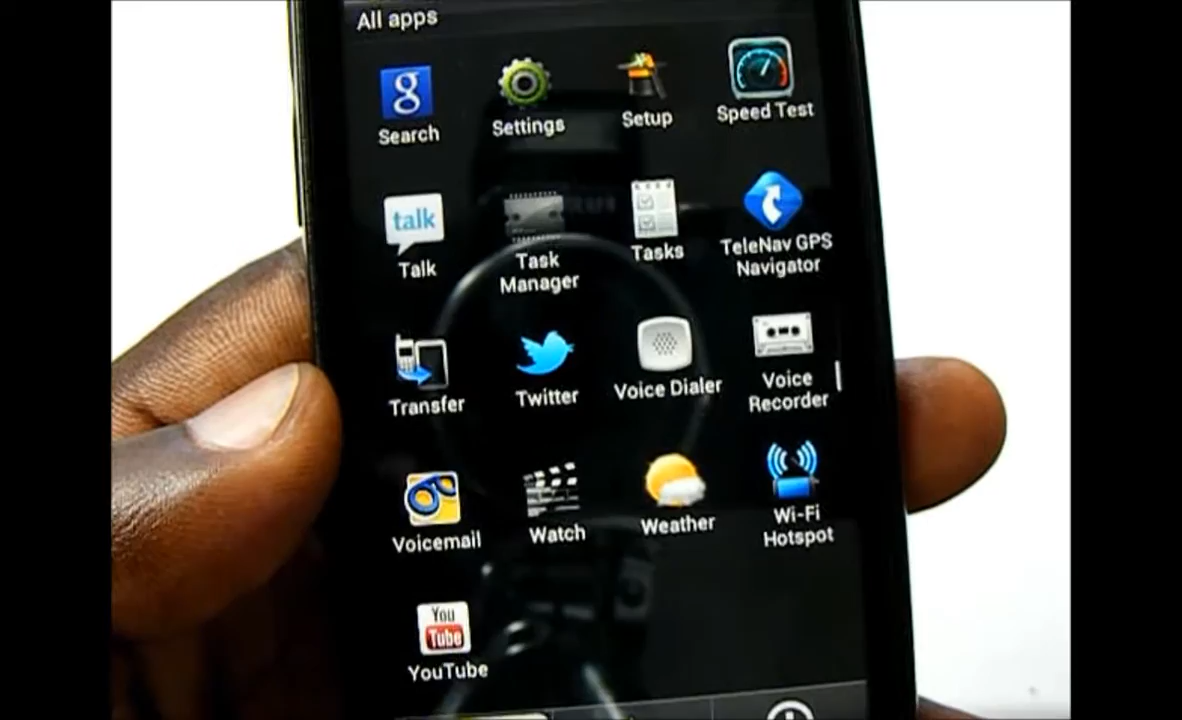 All apps
g
Search
Settings
Setup
Speed Test
talk
Talk
Task
Manager
Tasks
TeleNav GPS
Navigator
Transfer
Twitter
Voice Dialer
Voice
Recorder
Voicemail
Watch
Weather
Wi-Fi
Hotspot
You
Tube
YouTube